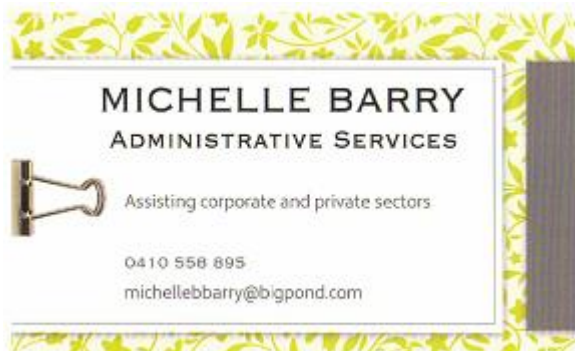 MICHELLE BARRY
ADMINISTRATIVE SERVICES
Assisting corporate and private sectors
0410 558 895
michellebbarry@bigpond.com